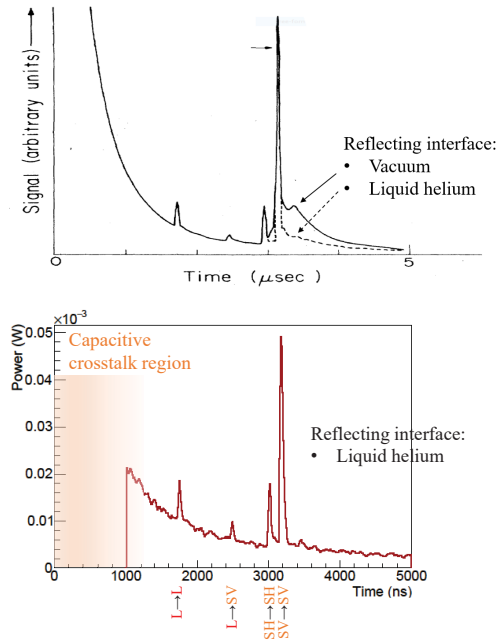 Signal (arbitrary units)
Reflecting interface:
• Vacuum
• Liquid helium
0
5
Time (μsec)
×10⁻³
Power (W)
0.05
0.04
0.03
0.02
0.01
0
Capacitive
crosstalk region
Reflecting interface:
• Liquid helium
0 1000 2000 3000 4000 5000
Time (ns)
L→L
L→SV
SH→SH
SV→SV